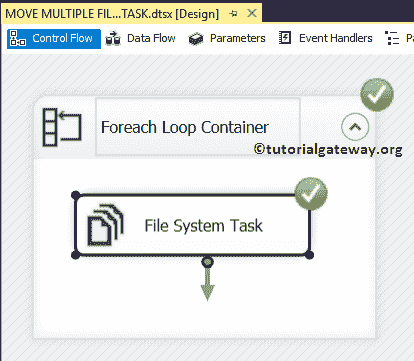 MOVE MULTIPLE FIL...TASK.dtsx [Design]
Control Flow Data Flow Parameters Event Handlers Pa
Foreach Loop Container
©tutorialgateway.org
File System Task